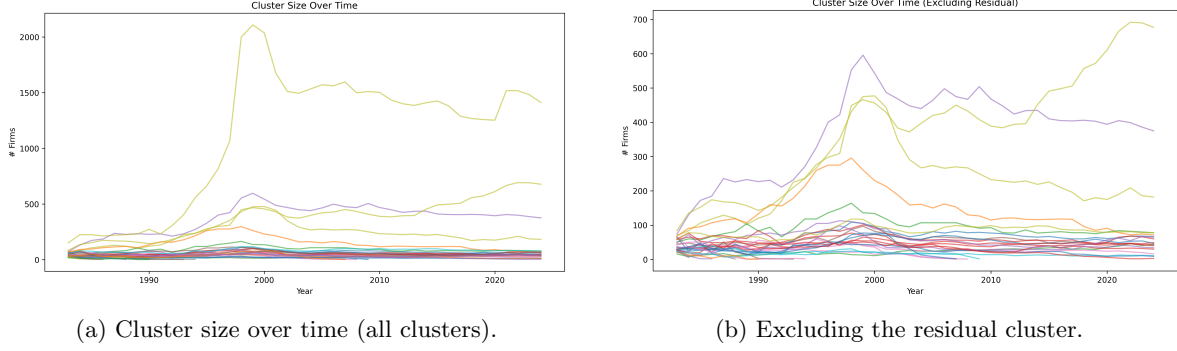 Cluster Size Over Time
2000
1500
1000
500
0
# Firms
1990
2000
2010
2020
Year
(a) Cluster size over time (all clusters).
Cluster Size Over Time (Excluding Residual)
700
600
500
400
300
200
100
0
# Firms
1990
2000
2010
2020
Year
(b) Excluding the residual cluster.